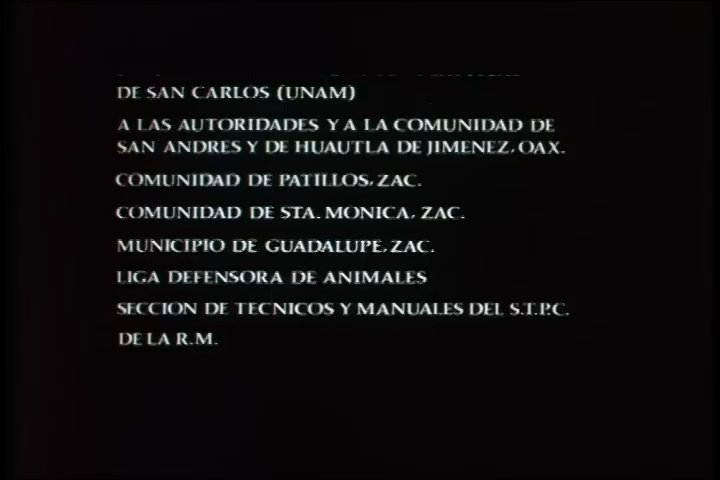 DE SAN CARLOS (UNAM)
A LAS AUTORIDADES Y A LA COMUNIDAD DE
SAN ANDRES Y DE HUAUTLA DE JIMENEZ, OAX.
COMUNIDAD DE PATILLOS, ZAC.
COMUNIDAD DE STA. MONICA, ZAC.
MUNICIPIO DE GUADALUPE, ZAC.
LIGA DEFENSORA DE ANIMALES
SECCION DE TECNICOS Y MANUALES DEL S.T.P.C.
DE LA R.M.